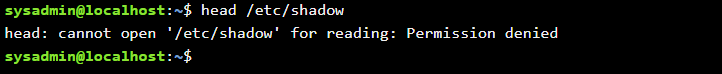 sysadmin@localhost:~$ head /etc/shadow
head: cannot open '/etc/shadow' for reading: Permission denied
sysadmin@localhost:~$